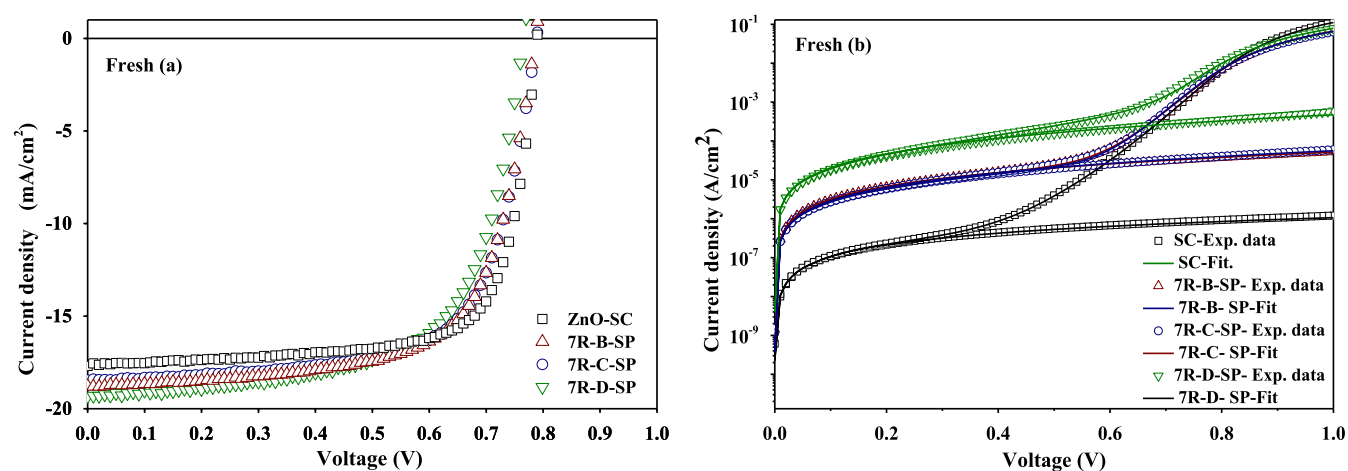 Fresh (a)
Current density (mA/cm²)
0
-5
-10
-15
-20
ZnO-SC
7R-B-SP
7R-C-SP
7R-D-SP
0.0 0.1 0.2 0.3 0.4 0.5 0.6 0.7 0.8 0.9 1.0
Voltage (V)
Fresh (b)
Current density (A/cm²)
10⁻¹
10⁻³
10⁻⁵
10⁻⁷
10⁻⁹
SC-Exp. data
SC-Fit.
7R-B-SP- Exp. data
7R-B- SP-Fit
7R-C-SP- Exp. data
7R-C- SP-Fit
7R-D-SP- Exp. data
7R-D- SP-Fit
0.0 0.2 0.4 0.6 0.8 1.0
Voltage (V)